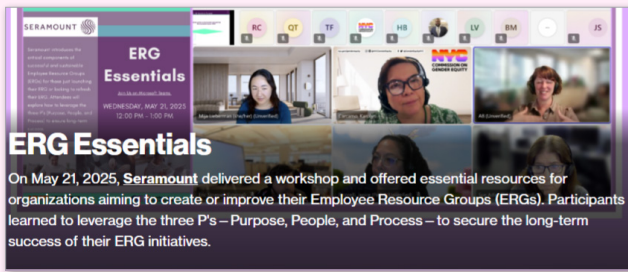 SERAMOUNT
ERG
Essentials
WEDNESDAY, MAY 21, 2025
12:00 PM - 1:00 PM
RC QT TF HB LV BM JS
NYC
COMMISSION ON
GENDER EQUITY
ERG Essentials
On May 21, 2025, Seramount delivered a workshop and offered essential resources for
organizations aiming to create or improve their Employee Resource Groups (ERGs). Participants
learned to leverage the three P's – Purpose, People, and Process – to secure the long-term
success of their ERG initiatives.